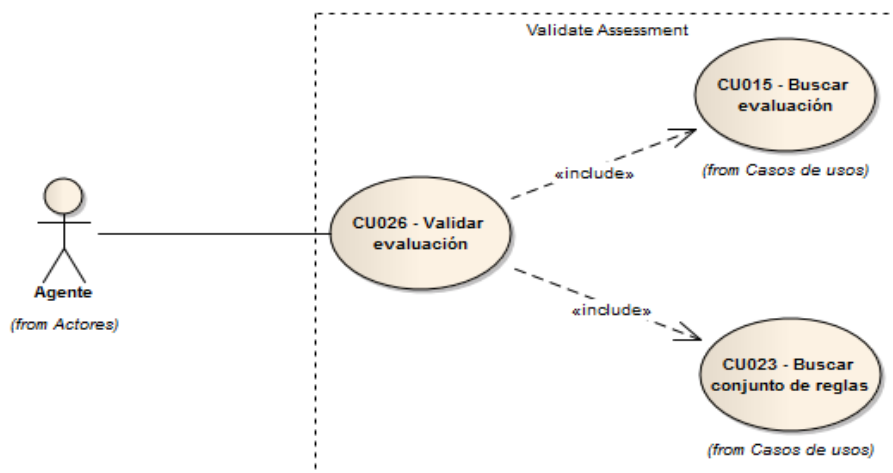 Validate Assessment
CU015 - Buscar
evaluación
(from Casos de usos)
«include»
CU026 - Validar
evaluación
Agente
(from Actores)
«include»
CU023 - Buscar
conjunto de reglas
(from Casos de usos)